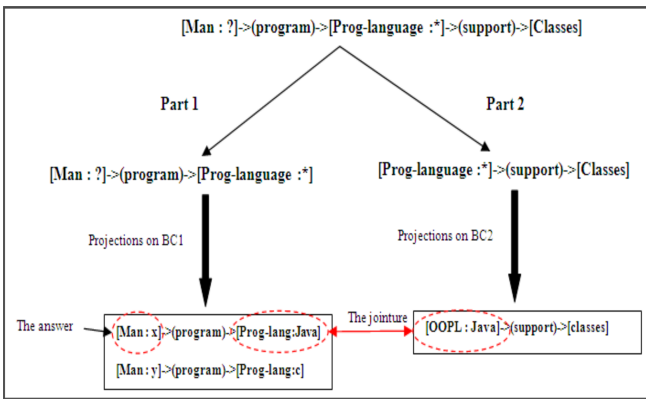 [Man : ?]->(program)->[Prog-language :*]->(support)->[Classes]
Part 1
Part 2
[Man : ?]->(program)->[Prog-language :*]
[Prog-language :*]->(support)->[Classes]
Projections on BC1
Projections on BC2
The answer
[Man : x]->(program)->[Prog-lang:Java]
The jointure
[OOPL : Java]->(support)->[classes]
[Man : y)->(program)->[Prog-lang:c]